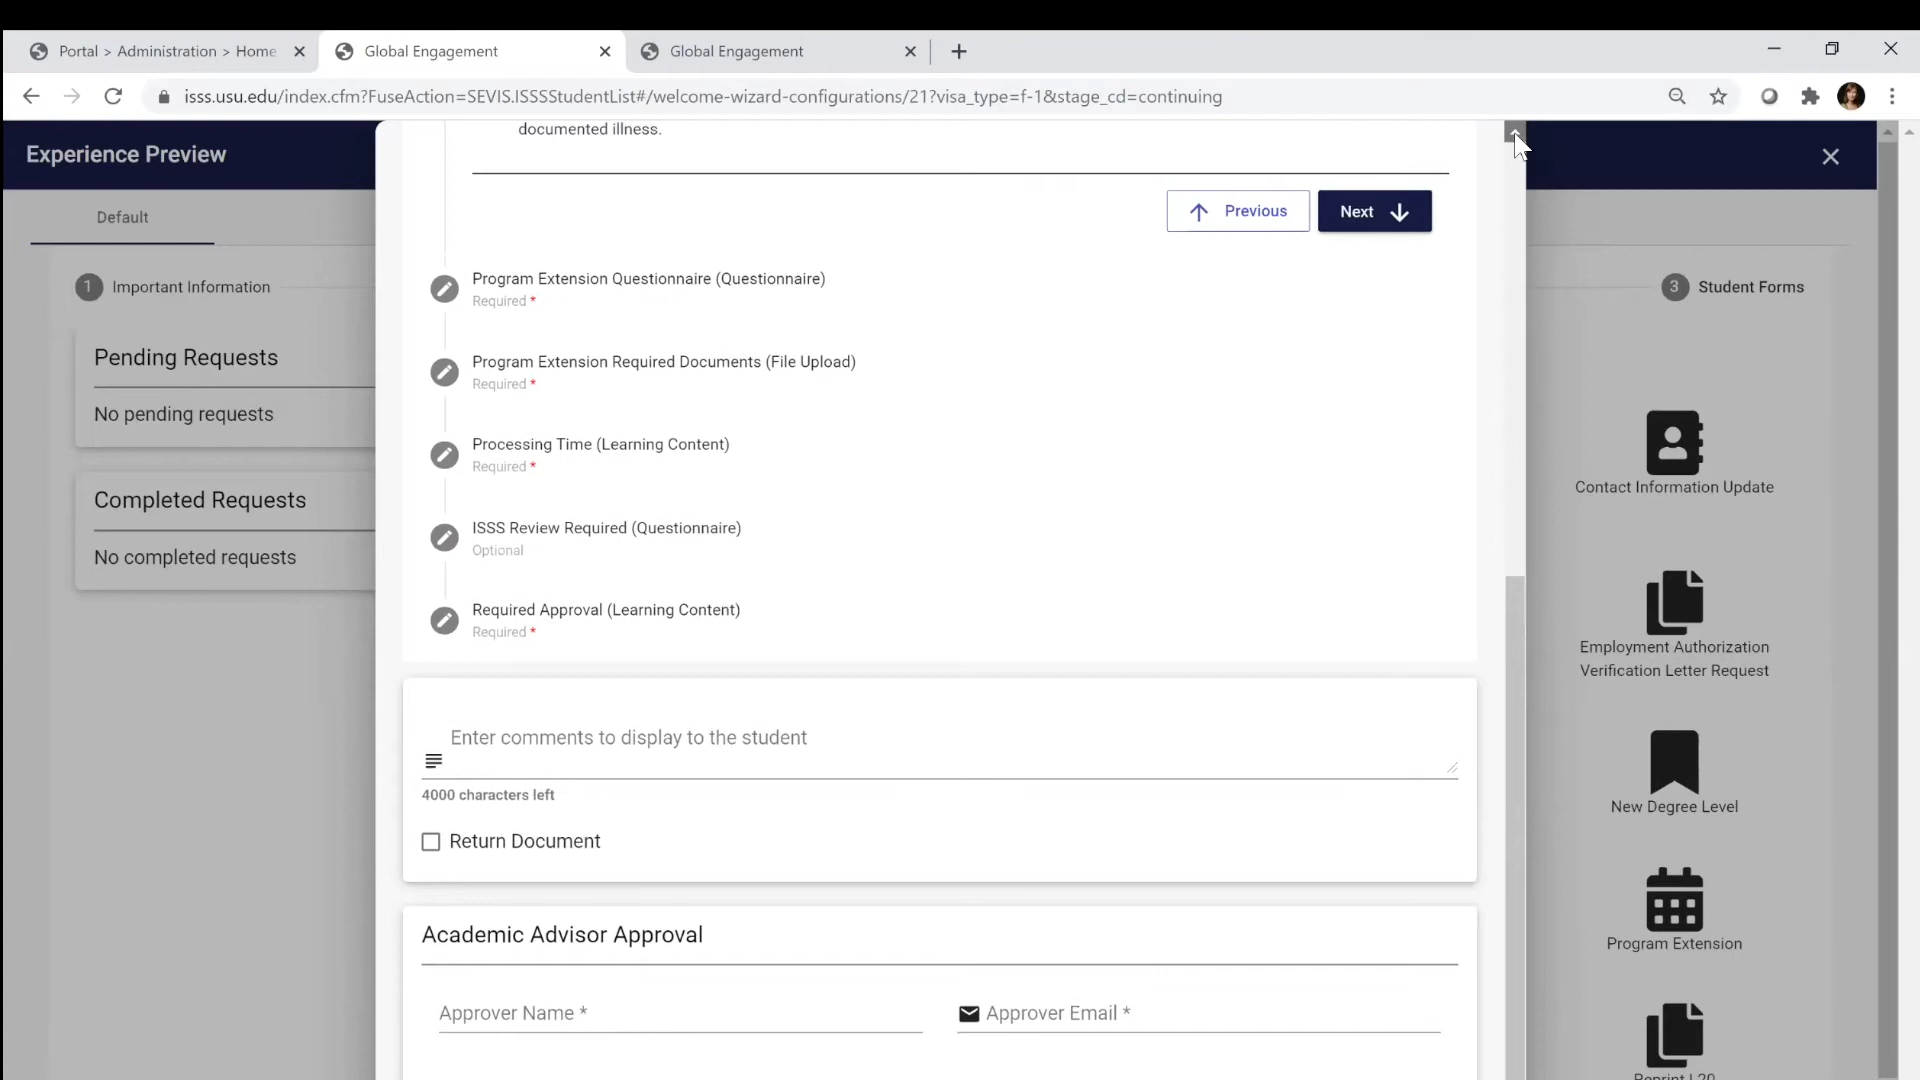 Portal > Administration > Home
Global Engagement
Global Engagement
isss.usu.edu/index.cfm?FuseAction=SEVIS.ISSSStudentList#/welcome-wizard-configurations/21?visa_type=f-1&stage_cd=continuing
Experience Preview
Default
1 Important Information
3 Student Forms
Pending Requests
No pending requests
Completed Requests
No completed requests
documented illness.
Previous
Next
Program Extension Questionnaire (Questionnaire)
Required *
Program Extension Required Documents (File Upload)
Required *
Processing Time (Learning Content)
Required *
ISSS Review Required (Questionnaire)
Optional
Required Approval (Learning Content)
Required *
Enter comments to display to the student
4000 characters left
Return Document
Academic Advisor Approval
Approver Name *
Approver Email *
Contact Information Update
Employment Authorization
Verification Letter Request
New Degree Level
Program Extension
Reprint I-20